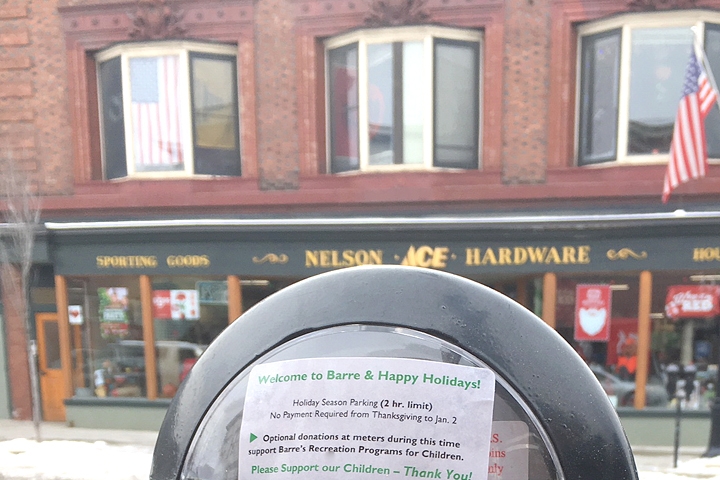 SPORTING GOODS
NELSON · ACE · HARDWARE
HOU
Welcome to Barre & Happy Holidays!
Holiday Season Parking (2 hr. limit)
No Payment Required from Thanksgiving to Jan. 2
Optional donations at meters during this time
support Barre's Recreation Programs for Children.
Please Support our Children – Thank You!